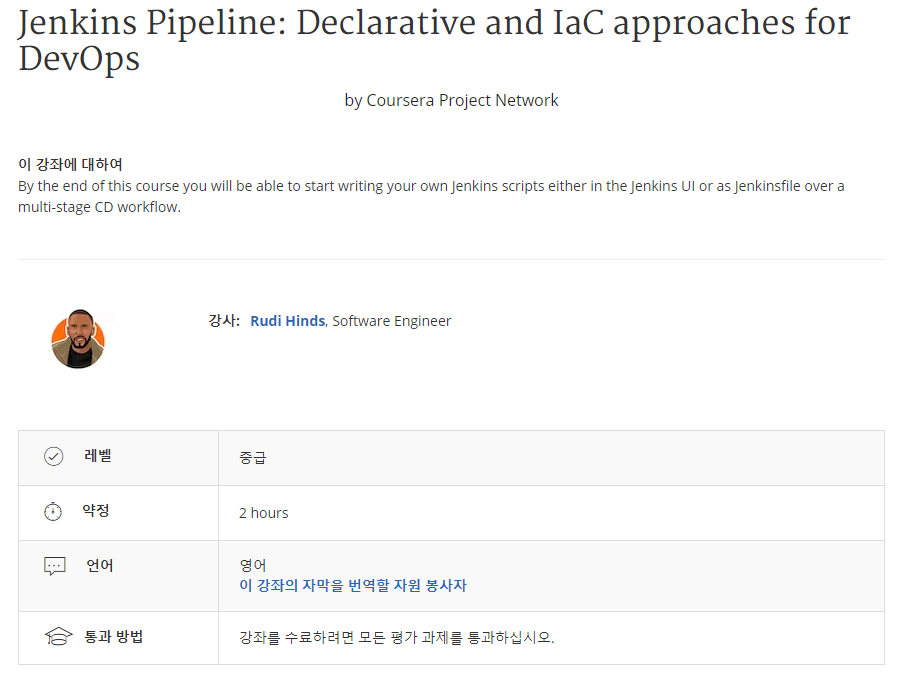 Jenkins Pipeline: Declarative and IaC approaches for
DevOps
by Coursera Project Network
이 강좌에 대하여
By the end of this course you will be able to start writing your own Jenkins scripts either in the Jenkins UI or as Jenkinsfile over a
multi-stage CD workflow.
강사: Rudi Hinds, Software Engineer
레벨 중급
약정 2 hours
언어 영어
이 강좌의 자막을 번역할 자원 봉사자
통과 방법 강좌를 수료하려면 모든 평가 과제를 통과하십시오.